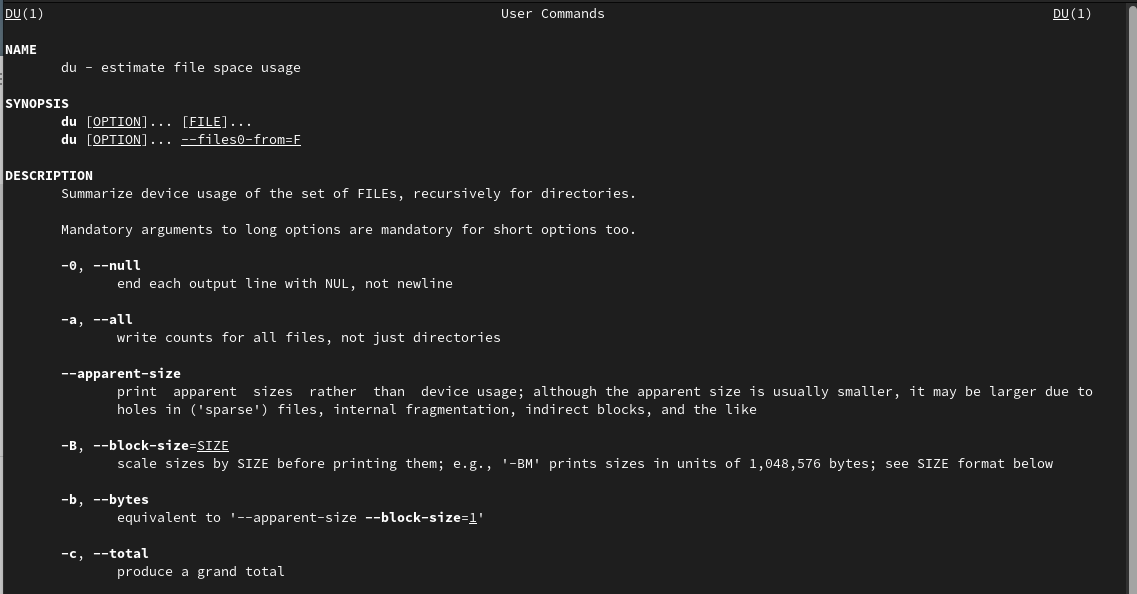 DU(1) User Commands DU(1)
NAME
du - estimate file space usage
SYNOPSIS
du [OPTION]... [FILE]...
du [OPTION]... --files0-from=F
DESCRIPTION
Summarize device usage of the set of FILEs, recursively for directories.
Mandatory arguments to long options are mandatory for short options too.
-0, --null
end each output line with NUL, not newline
-a, --all
write counts for all files, not just directories
--apparent-size
print apparent sizes rather than device usage; although the apparent size is usually smaller, it may be larger due to
holes in ('sparse') files, internal fragmentation, indirect blocks, and the like
-B, --block-size=SIZE
scale sizes by SIZE before printing them; e.g., '-BM' prints sizes in units of 1,048,576 bytes; see SIZE format below
-b, --bytes
equivalent to '--apparent-size --block-size=1'
-c, --total
produce a grand total